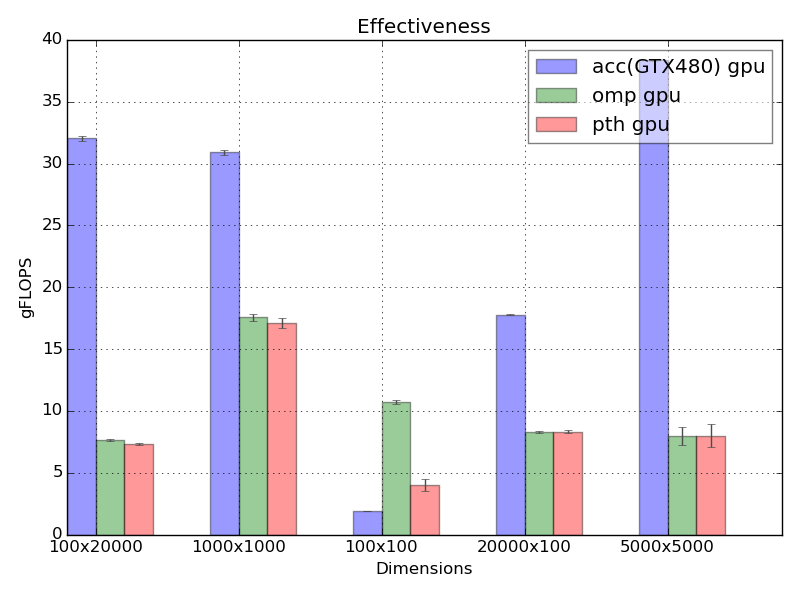 Effectiveness
acc(GTX480) gpu
omp gpu
pth gpu
gFLOPS
40
35
30
25
20
15
10
5
0
100x20000 1000x1000 100x100 20000x100 5000x5000
Dimensions